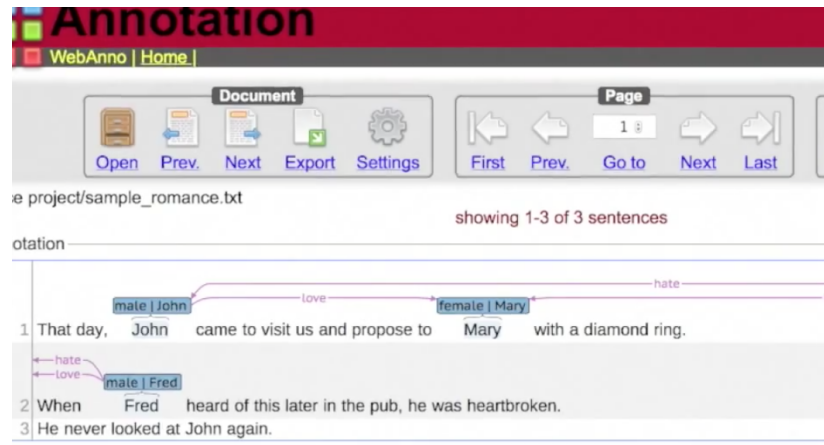 Annotation
WebAnno | Home |
Document
Page
1
Open Prev. Next Export Settings
First Prev. Go to Next Last
project/sample_romance.txt
showing 1-3 of 3 sentences
hate
love
male | John
female | Mary
1 That day, John came to visit us and propose to Mary with a diamond ring.
hate
love
male | Fred
2 When Fred heard of this later in the pub, he was heartbroken.
3 He never looked at John again.